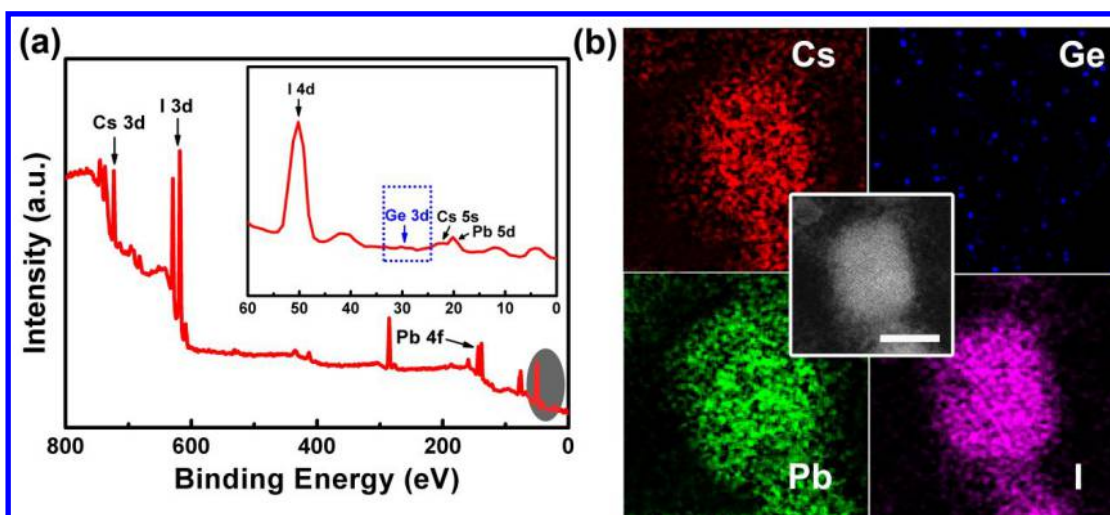 (a)
Intensity (a.u.)
Cs 3d
I 3d
Pb 4f
800 600 400 200 0
Binding Energy (eV)
I 4d
Ge 3d
Cs 5s
Pb 5d
60 50 40 30 20 10 0
(b)
Cs
Ge
Pb
I